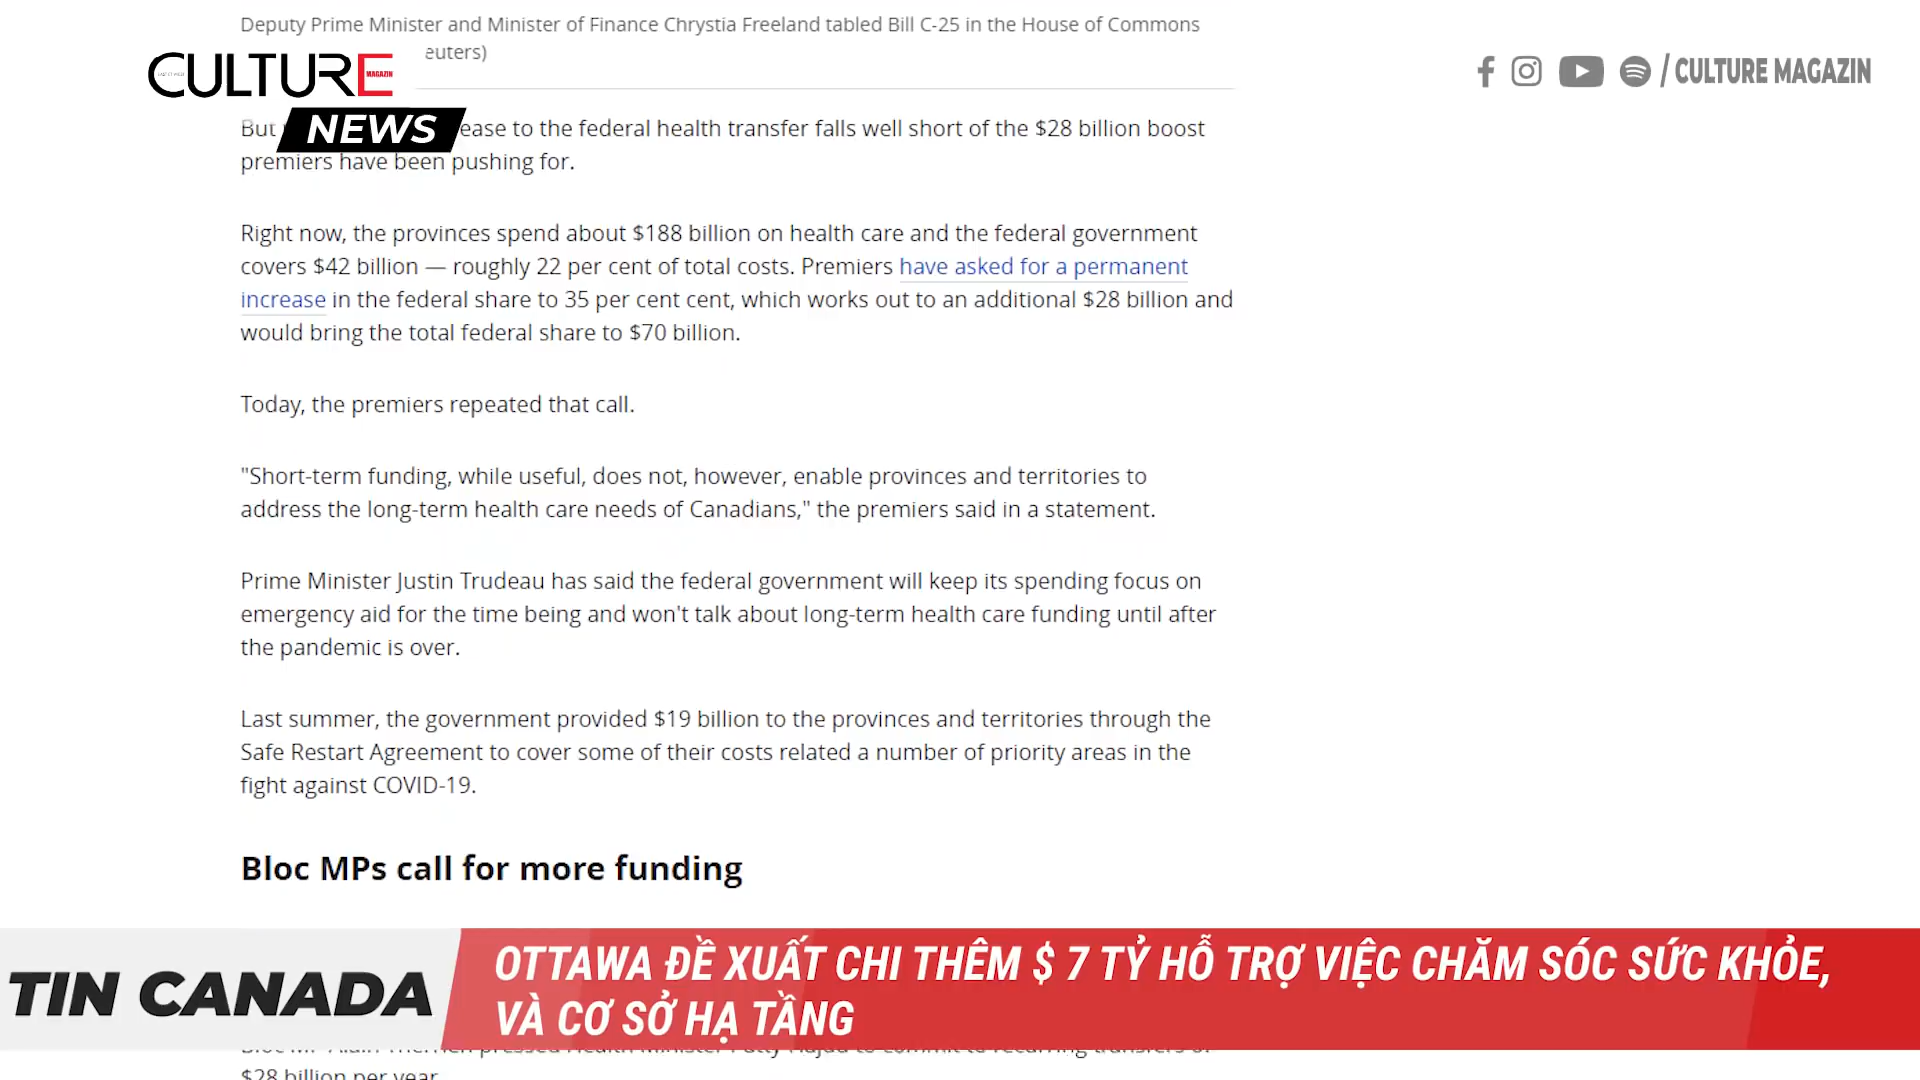 Deputy Prime Minister and Minister of Finance Chrystia Freeland tabled Bill C-25 in the House of Commons
euters)
CULTURE
MAGAZIN
NEWS
/ CULTURE MAGAZIN
But ease to the federal health transfer falls well short of the $28 billion boost
premiers have been pushing for.
Right now, the provinces spend about $188 billion on health care and the federal government
covers $42 billion — roughly 22 per cent of total costs. Premiers have asked for a permanent
increase in the federal share to 35 per cent cent, which works out to an additional $28 billion and
would bring the total federal share to $70 billion.
Today, the premiers repeated that call.
"Short-term funding, while useful, does not, however, enable provinces and territories to
address the long-term health care needs of Canadians," the premiers said in a statement.
Prime Minister Justin Trudeau has said the federal government will keep its spending focus on
emergency aid for the time being and won't talk about long-term health care funding until after
the pandemic is over.
Last summer, the government provided $19 billion to the provinces and territories through the
Safe Restart Agreement to cover some of their costs related a number of priority areas in the
fight against COVID-19.
Bloc MPs call for more funding
TIN CANADA
OTTAWA ĐỀ XUẤT CHI THÊM $ 7 TỶ HỖ TRỢ VIỆC CHĂM SÓC SỨC KHỎE,
VÀ CƠ SỞ HẠ TẦNG
$28 billion per year